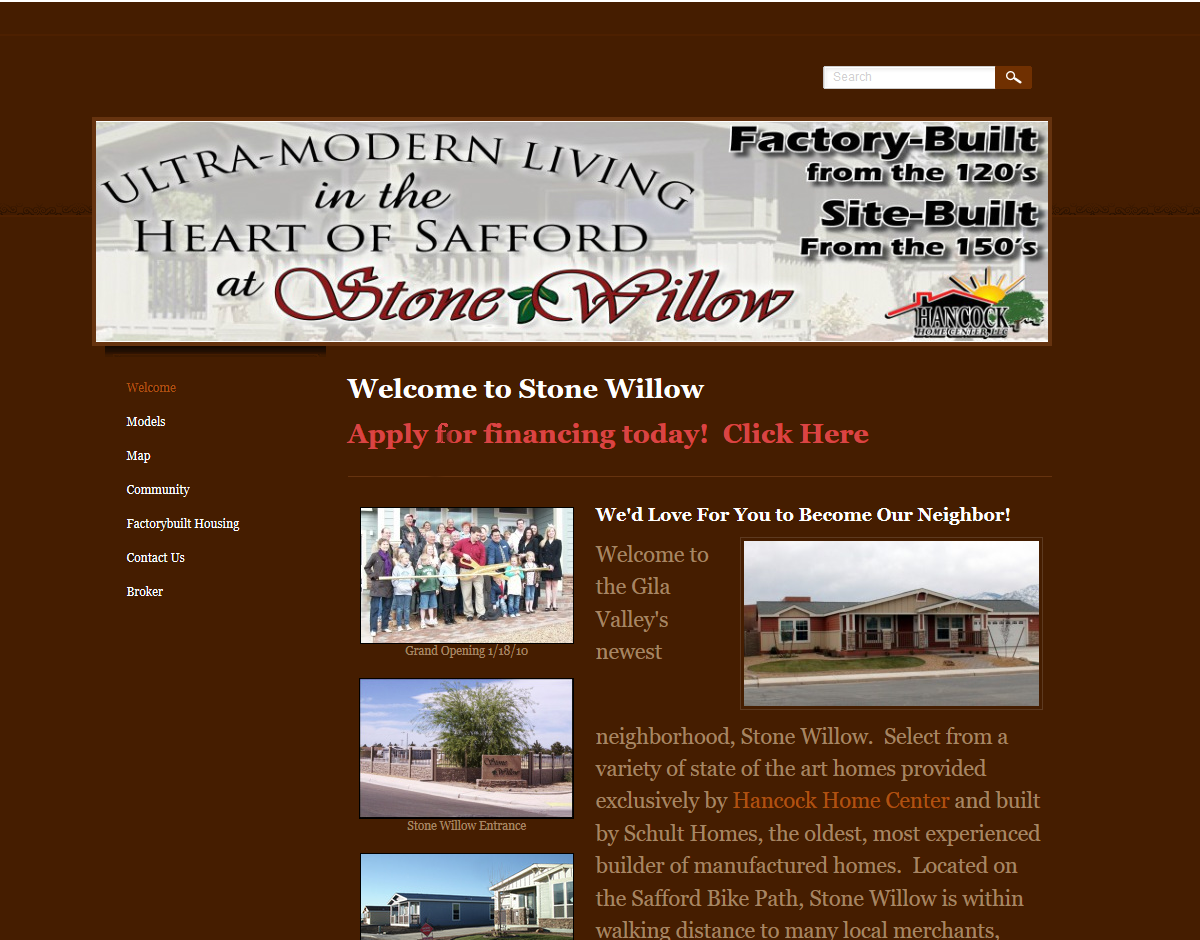 Search
ULTRA-MODERN LIVING
in the
HEART OF SAFFORD
at Stone Willow
Factory-Built
from the 120's
Site-Built
From the 150's
HANCOCK
HOME CENTER, LLC
Welcome
Models
Map
Community
Factorybuilt Housing
Contact Us
Broker
Welcome to Stone Willow
Apply for financing today!  Click Here
Grand Opening 1/18/10
Stone
Willow
Stone Willow Entrance
We'd Love For You to Become Our Neighbor!
Welcome to
the Gila
Valley's
newest
neighborhood, Stone Willow.  Select from a
variety of state of the art homes provided
exclusively by Hancock Home Center and built
by Schult Homes, the oldest, most experienced
builder of manufactured homes.  Located on
the Safford Bike Path, Stone Willow is within
walking distance to many local merchants,